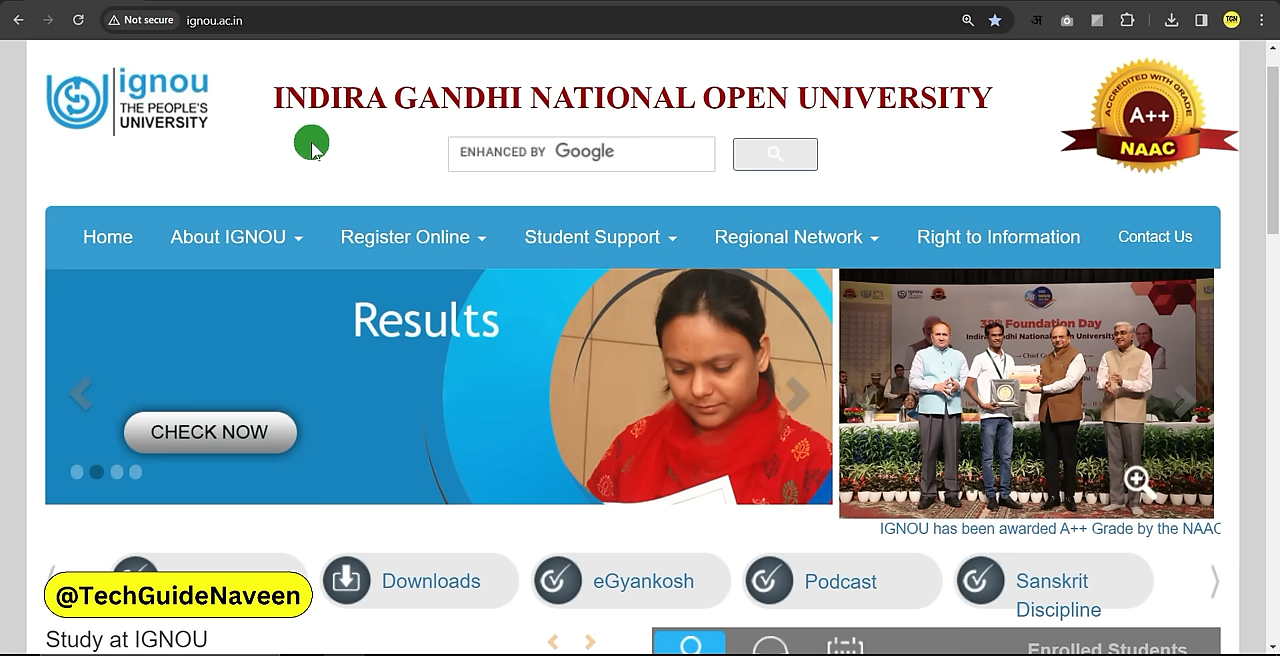 Not secure
ignou.ac.in
TGN
ignou
THE PEOPLE'S
UNIVERSITY
INDIRA GANDHI NATIONAL OPEN UNIVERSITY
ENHANCED BY Google
ACCREDITED WITH GRADE
A++
NAAC
Home
About IGNOU
Register Online
Student Support
Regional Network
Right to Information
Contact Us
Results
CHECK NOW
Foundation Day
IGNOU has been awarded A++ Grade by the NAAC
Downloads
eGyankosh
Podcast
Sanskrit
Discipline
@TechGuideNaveen
Study at IGNOU
Enrolled Students